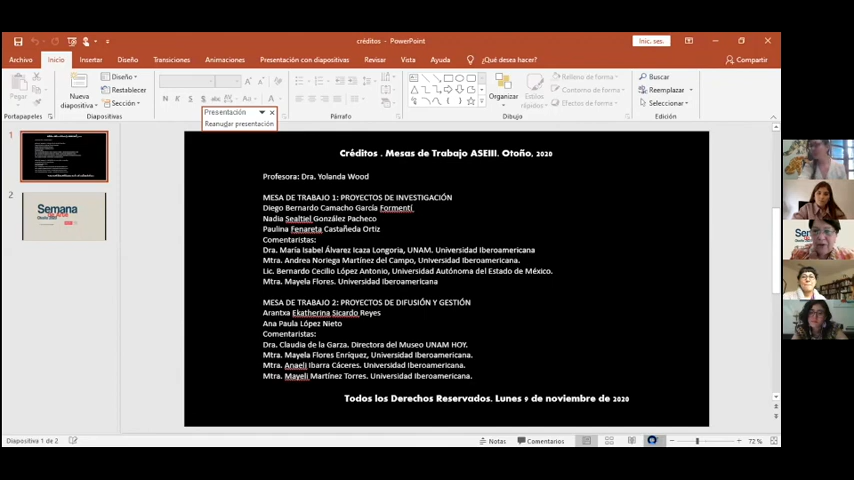 créditos - PowerPoint
Inic. ses.
Archivo Inicio Insertar Diseño Transiciones Animaciones Presentación con diapositivas Revisar Vista Ayuda ¿Qué desea hacer? Compartir
Pegar
Nueva diapositiva
Diseño
Restablecer
Sección
N K S S abc AV Aa A
Organizar
Estilos rápidos
Relleno de forma
Contorno de forma
Efectos de forma
Buscar
Reemplazar
Seleccionar
Portapapeles Diapositivas Párrafo Dibujo Edición
Presentación
Reanudar presentación
1
2
Semana
de Arte
Créditos . Mesas de Trabajo ASEIII. Otoño, 2020
Profesora: Dra. Yolanda Wood
MESA DE TRABAJO 1: PROYECTOS DE INVESTIGACIÓN
Diego Bernardo Camacho García Formentí
Nadia Sealtiel González Pacheco
Paulina Fenareta Castañeda Ortiz
Comentaristas:
Dra. María Isabel Álvarez Icaza Longoria, UNAM. Universidad Iberoamericana
Mtra. Andrea Noriega Martínez del Campo, Universidad Iberoamericana.
Lic. Bernardo Cecilio López Antonio, Universidad Autónoma del Estado de México.
Mtra. Mayela Flores. Universidad Iberoamericana
MESA DE TRABAJO 2: PROYECTOS DE DIFUSIÓN Y GESTIÓN
Arantxa Ekatherina Sicardo Reyes
Ana Paula López Nieto
Comentaristas:
Dra. Claudia de la Garza. Directora del Museo UNAM HOY.
Mtra. Mayela Flores Enríquez, Universidad Iberoamericana.
Mtra. Anaeli Ibarra Cáceres. Universidad Iberoamericana.
Mtra. Mayeli Martínez Torres. Universidad Iberoamericana.
Todos los Derechos Reservados. Lunes 9 de noviembre de 2020
Diapositiva 1 de 2
Notas
Comentarios
72 %